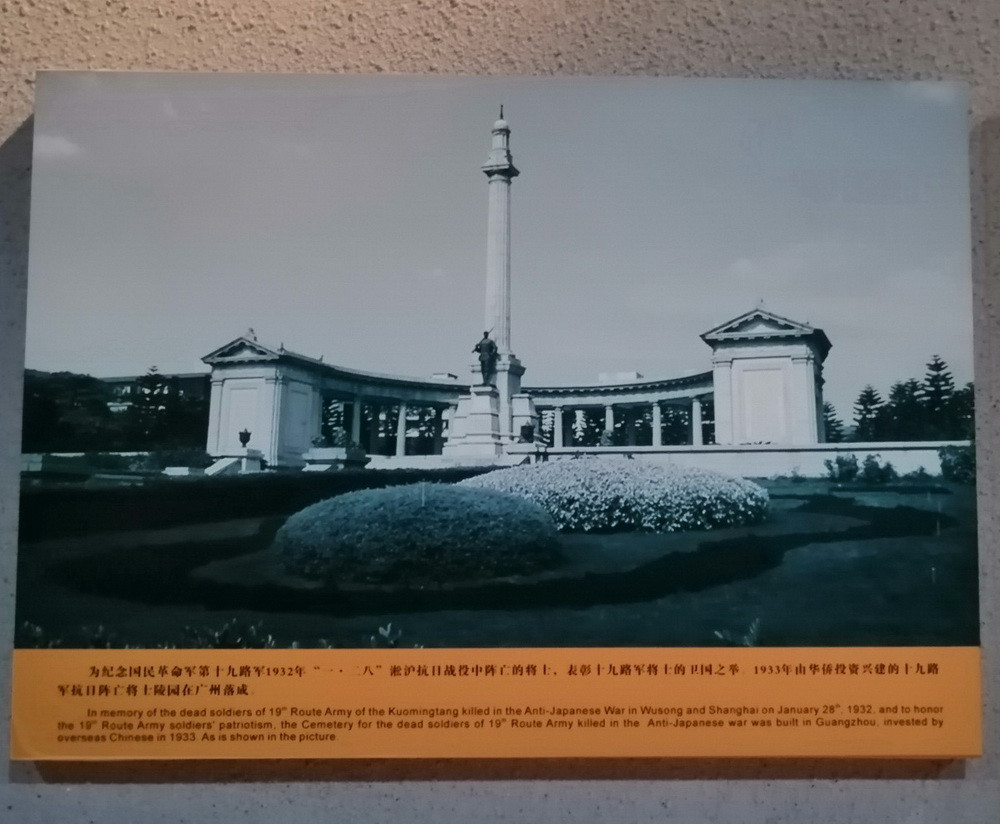 为纪念国民革命军第十九路军1932年“一·二八”淞沪抗日战役中阵亡的将士，表彰十九路军将士的卫国之举。1933年由华侨投资兴建的十九路
军抗日阵亡将士陵园在广州落成。
In memory of the dead soldiers of 19th Route Army of the Kuomingtang killed in the Anti-Japanese War in Wusong and Shanghai on January 28th, 1932, and to honor
the 19th Route Army soldiers' patriotism, the Cemetery for the dead soldiers of 19th Route Army killed in the Anti-Japanese war was built in Guangzhou, invested by
overseas Chinese in 1933. As is shown in the picture.